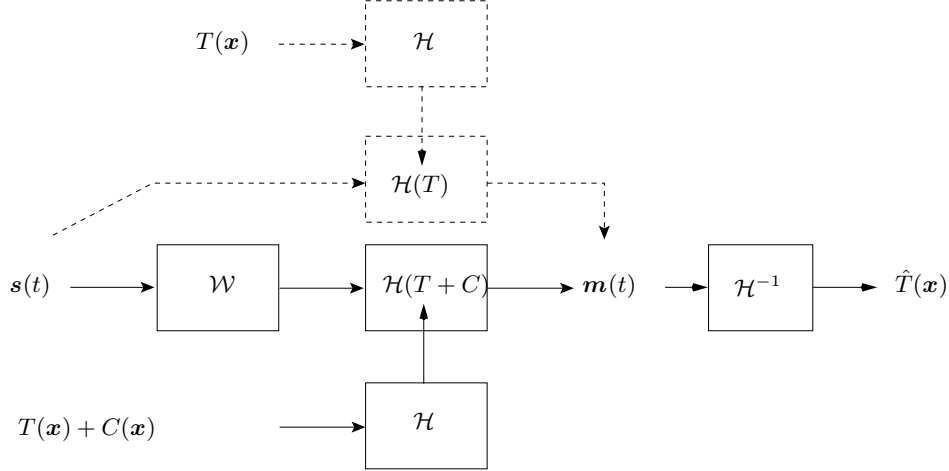 T(𝒙)
ℋ
ℋ(T)
𝒔(t)
𝒲
ℋ(T + C)
𝒎(t)
ℋ⁻¹
T̂(𝒙)
T(𝒙) + C(𝒙)
ℋ